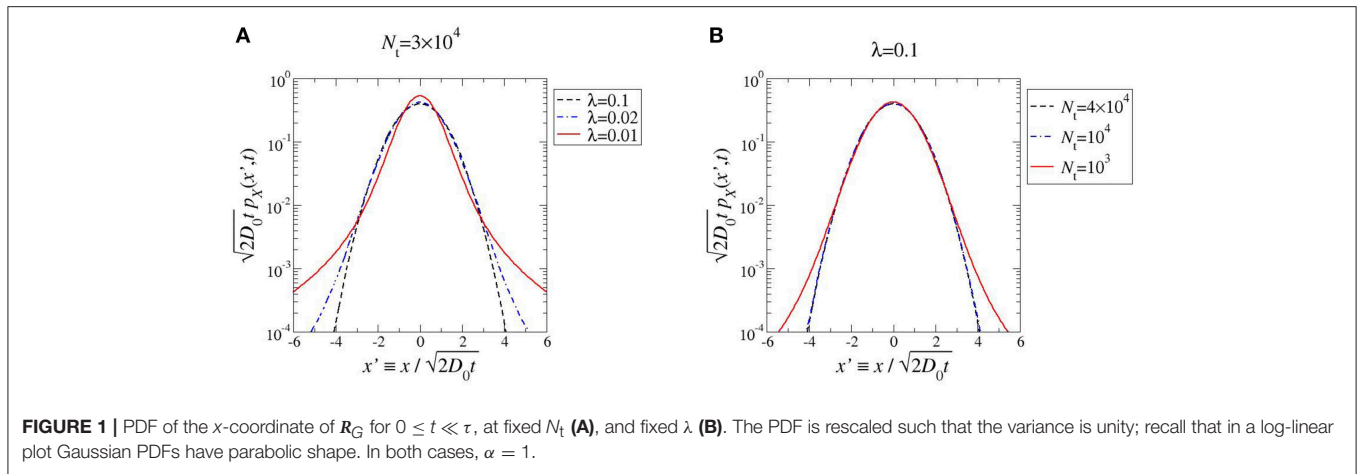 A
N_t=3×10^4
10^0
10^-1
10^-2
10^-3
10^-4
√2D_0t p_X(x',t)
-6 -4 -2 0 2 4 6
x' ≡ x / √2D_0t
λ=0.1
λ=0.02
λ=0.01
B
λ=0.1
10^0
10^-1
10^-2
10^-3
10^-4
√2D_0t p_X(x',t)
-6 -4 -2 0 2 4 6
x' ≡ x / √2D_0t
N_t=4×10^4
N_t=10^4
N_t=10^3
FIGURE 1 | PDF of the x-coordinate of R_G for 0 ≤ t ≪ τ, at fixed N_t (A), and fixed λ (B). The PDF is rescaled such that the variance is unity; recall that in a log-linear
plot Gaussian PDFs have parabolic shape. In both cases, α = 1.